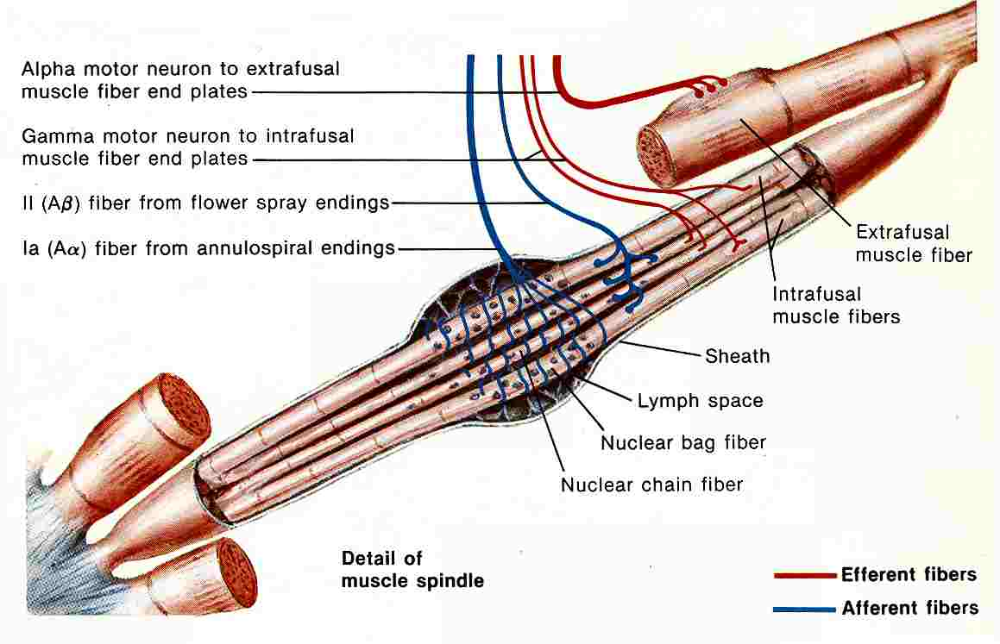 Alpha motor neuron to extrafusal
muscle fiber end plates
Gamma motor neuron to intrafusal
muscle fiber end plates
II (Aβ) fiber from flower spray endings
Ia (Aα) fiber from annulospiral endings
Extrafusal
muscle fiber
Intrafusal
muscle fibers
Sheath
Lymph space
Nuclear bag fiber
Nuclear chain fiber
Detail of
muscle spindle
Efferent fibers
Afferent fibers